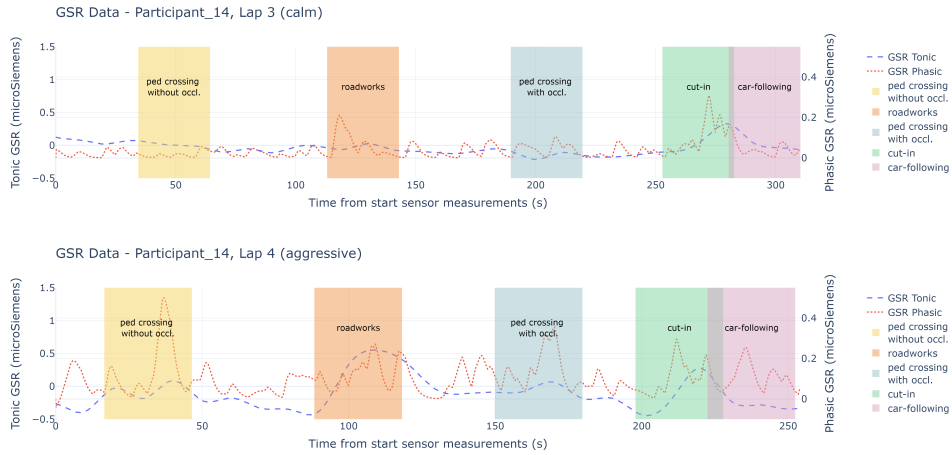 GSR Data - Participant_14, Lap 3 (calm)
Tonic GSR (microSiemens)
1.5
1
0.5
0
−0.5
ped crossing
without occl.
roadworks
ped crossing
with occl.
cut-in
car-following
0.4
0.2
0
Phasic GSR (microSiemens)
0
50
100
150
200
250
300
Time from start sensor measurements (s)
GSR Tonic
GSR Phasic
ped crossing
without occl.
roadworks
ped crossing
with occl.
cut-in
car-following
GSR Data - Participant_14, Lap 4 (aggressive)
Tonic GSR (microSiemens)
1.5
1
0.5
0
−0.5
ped crossing
without occl.
roadworks
ped crossing
with occl.
cut-in
car-following
0.4
0.2
0
Phasic GSR (microSiemens)
0
50
100
150
200
250
Time from start sensor measurements (s)
GSR Tonic
GSR Phasic
ped crossing
without occl.
roadworks
ped crossing
with occl.
cut-in
car-following